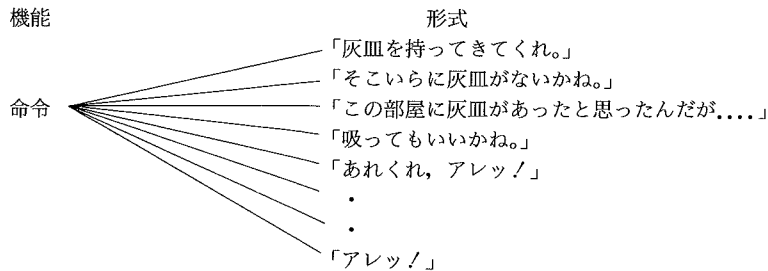 機能 形式
「灰皿を持ってきてくれ。」
「そこいらに灰皿がないかね。」
命令 「この部屋に灰皿があったと思ったんだが....」
「吸ってもいいかね。」
「あれくれ，アレッ！」
・
・
「アレッ！」